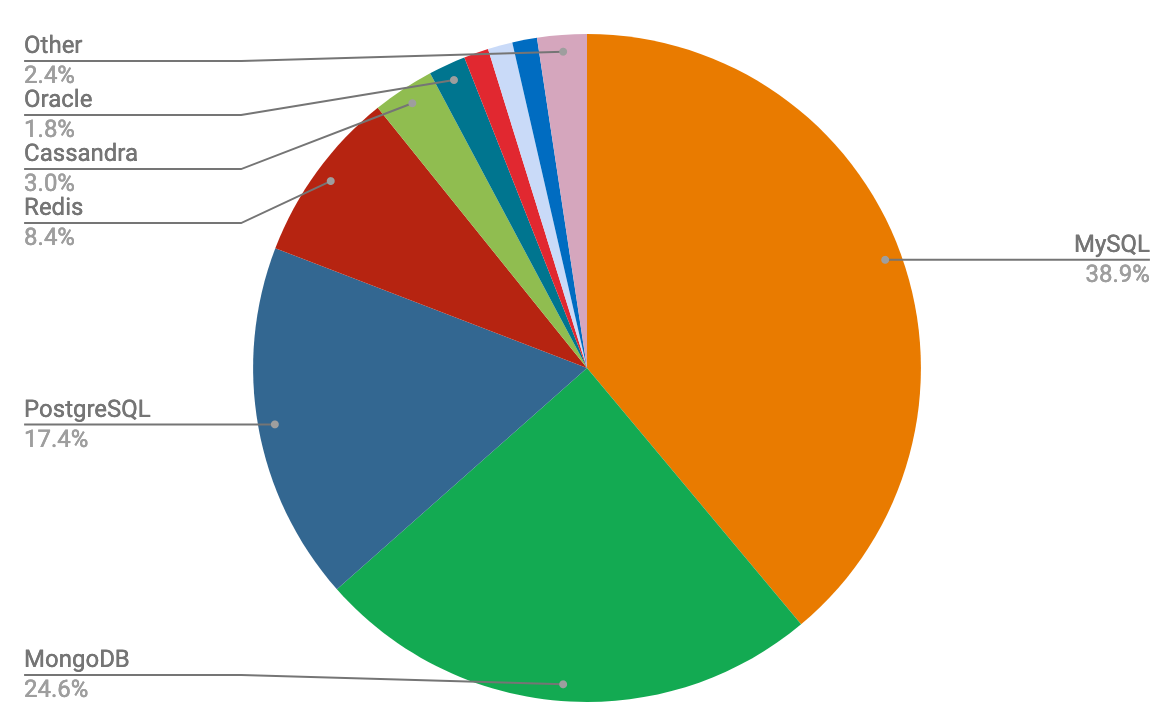 Other
2.4%
Oracle
1.8%
Cassandra
3.0%
Redis
8.4%
MySQL
38.9%
PostgreSQL
17.4%
MongoDB
24.6%